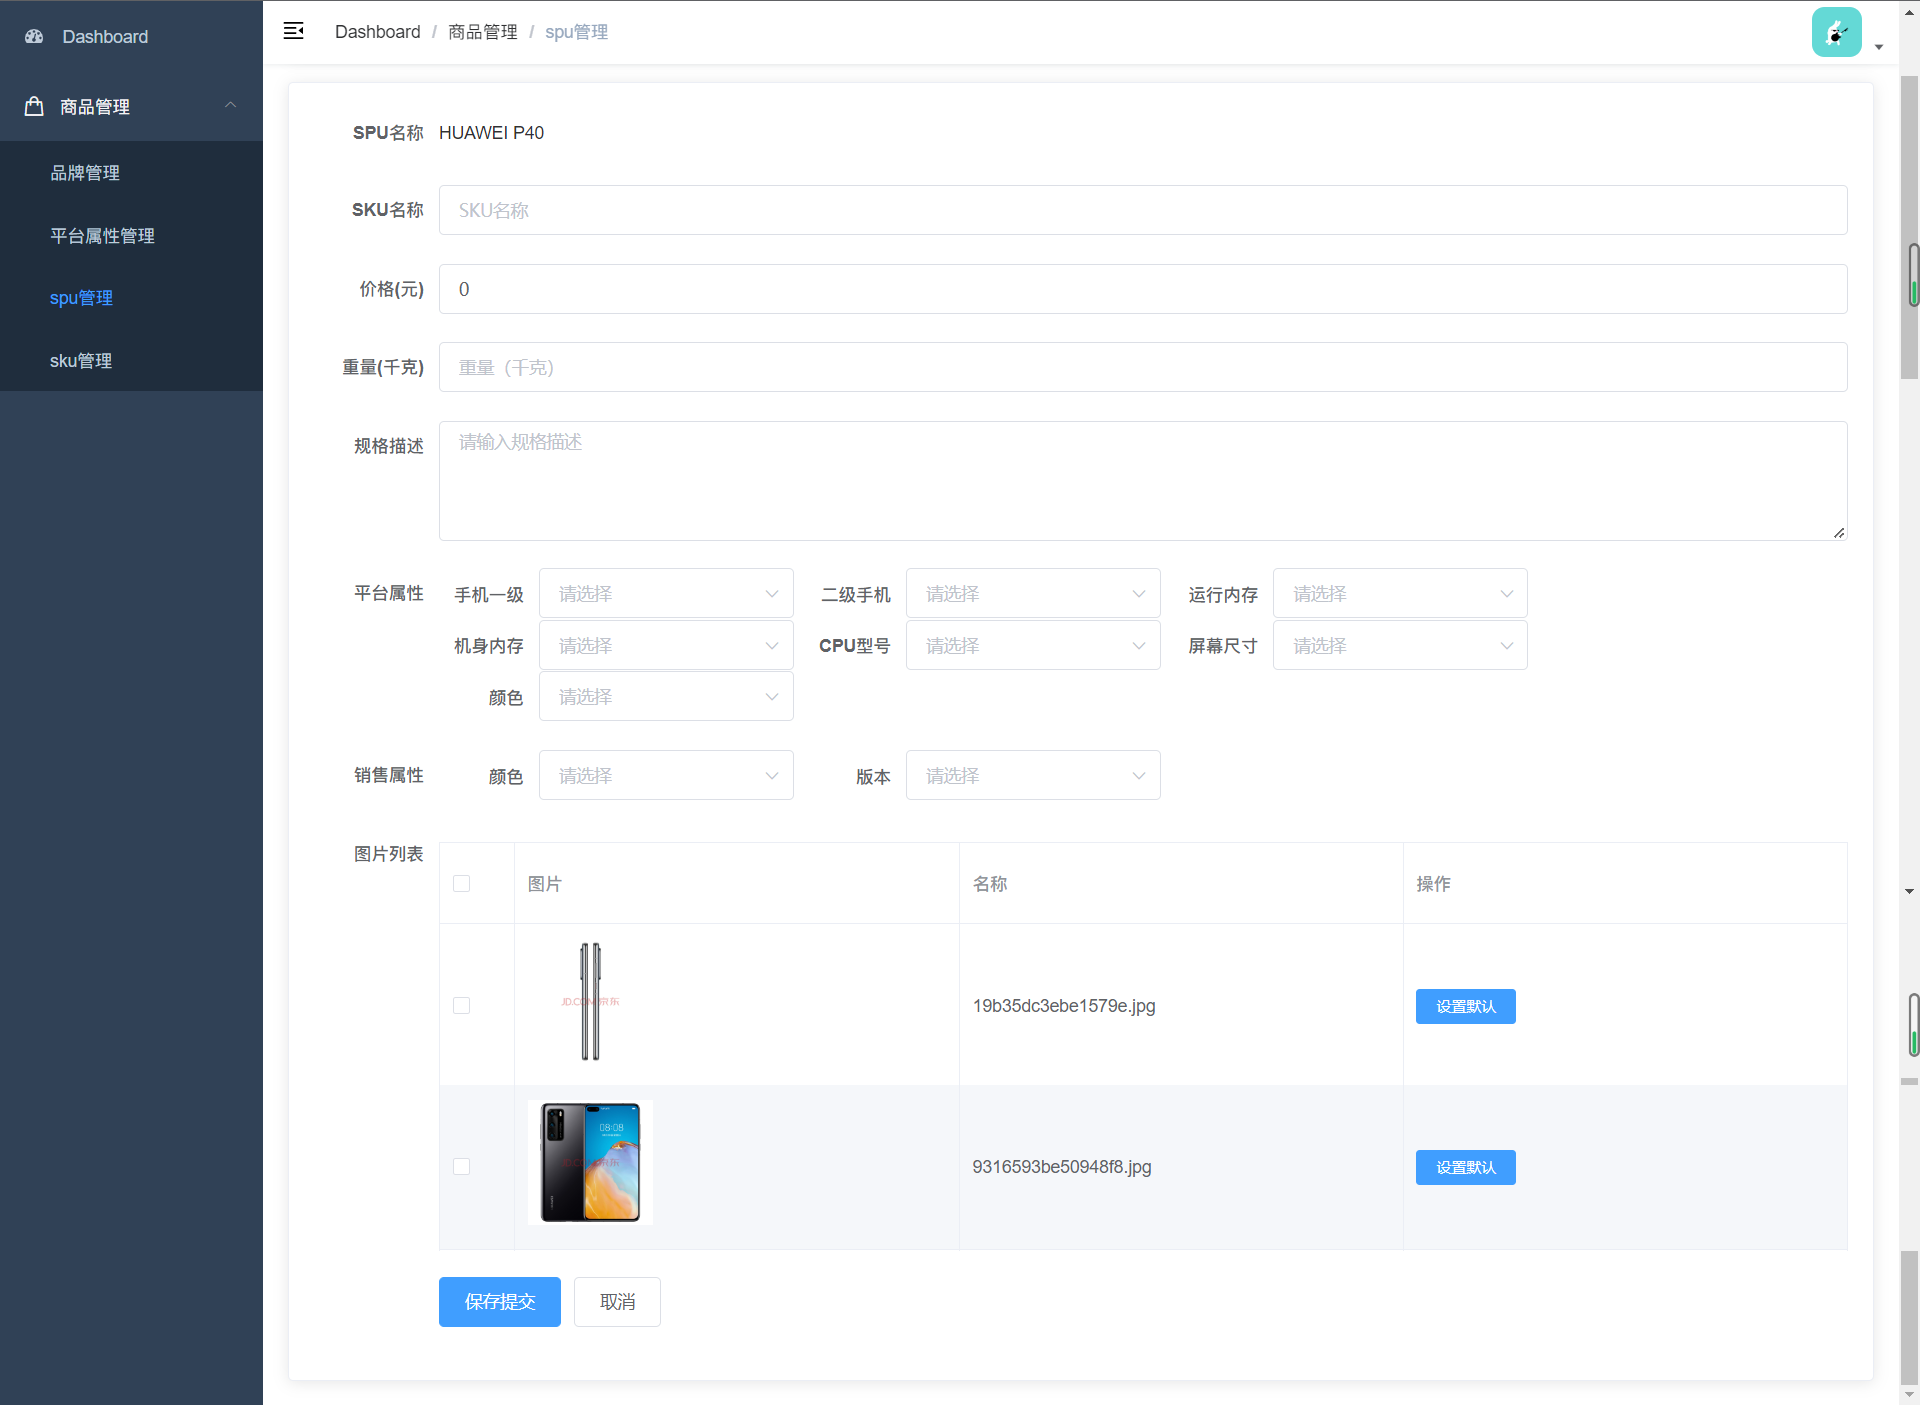 Dashboard
商品管理
品牌管理
平台属性管理
spu管理
sku管理
Dashboard / 商品管理 / spu管理
SPU名称 HUAWEI P40
SKU名称 SKU名称
价格(元) 0
重量(千克) 重量（千克）
规格描述 请输入规格描述
平台属性 手机一级 请选择 二级手机 请选择 运行内存 请选择
机身内存 请选择 CPU型号 请选择 屏幕尺寸 请选择
颜色 请选择
销售属性 颜色 请选择 版本 请选择
图片列表
图片 名称 操作
JD.COM 京东
19b35dc3ebe1579e.jpg 设置默认
08:08
JD.COM 京东
9316593be50948f8.jpg 设置默认
保存提交 取消